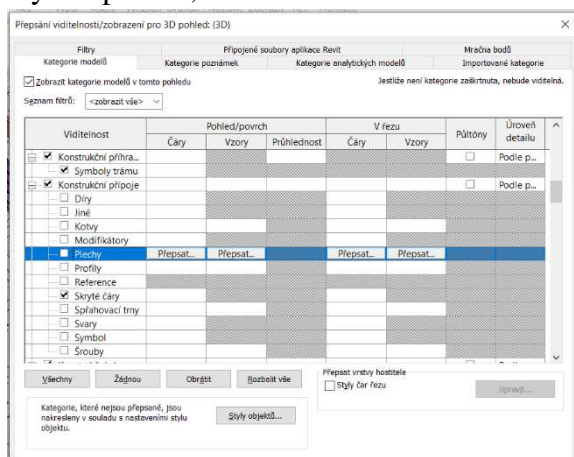 Přepsání viditelnosti/zobrazení pro 3D pohled: {3D}
Filtry Připojené soubory aplikace Revit Mračna bodů
Kategorie modelů Kategorie poznámek Kategorie analytických modelů Importované kategorie
Zobrazit kategorie modelů v tomto pohledu Jestliže není kategorie zaškrtnuta, nebude viditelná.
Seznam filtrů: <zobrazit vše>
Viditelnost Pohled/povrch V řezu Půltóny Úroveň detailu
Čáry Vzory Průhlednost Čáry Vzory
Konstrukční příhra... Podle p...
Symboly trámu
Konstrukční přípoje Podle p...
Díry
Jiné
Kotvy
Modifikátory
Plechy Přepsat... Přepsat... Přepsat... Přepsat...
Profily
Reference
Skryté čáry
Spřahovací trny
Svary
Symbol
Šrouby
Všechny Žádnou Obrátit Rozbalit vše
Přepsat vrstvy hostitele
Styly čar řezu Upravit...
Kategorie, které nejsou přepsané, jsou
nakresleny v souladu s nastaveními stylu
objektu.
Styly objektů...